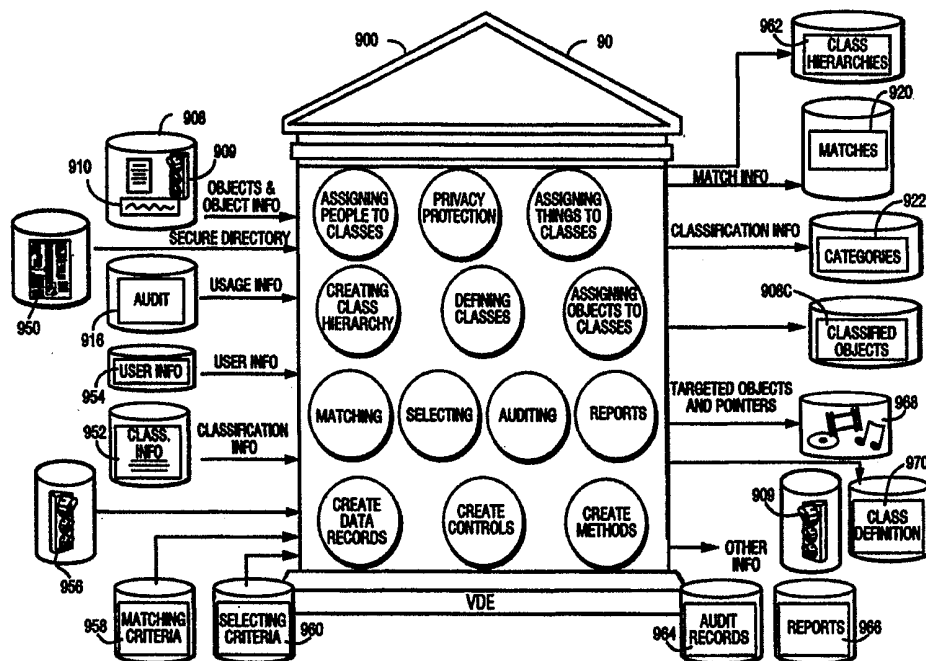 900
90
962
CLASS
HIERARCHIES
908
920
909
910
MATCHES
OBJECTS &
OBJECT INFO
ASSIGNING
PEOPLE TO
CLASSES
PRIVACY
PROTECTION
ASSIGNING
THINGS TO
CLASSES
MATCH INFO
922
SECURE DIRECTORY
CLASSIFICATION INFO
CATEGORIES
950
AUDIT
916
USAGE INFO
CREATING
CLASS
HIERARCHY
DEFINING
CLASSES
ASSIGNING
OBJECTS TO
CLASSES
908C
CLASSIFIED
OBJECTS
USER INFO
954
USER INFO
MATCHING
SELECTING
AUDITING
REPORTS
TARGETED OBJECTS
AND POINTERS
968
952
CLASS.
INFO
CLASSIFICATION
INFO
970
909
CLASS
DEFINITION
956
CREATE
DATA
RECORDS
CREATE
CONTROLS
CREATE
METHODS
OTHER
INFO
VDE
958
MATCHING
CRITERIA
SELECTING
CRITERIA
960
964
AUDIT
RECORDS
REPORTS
966